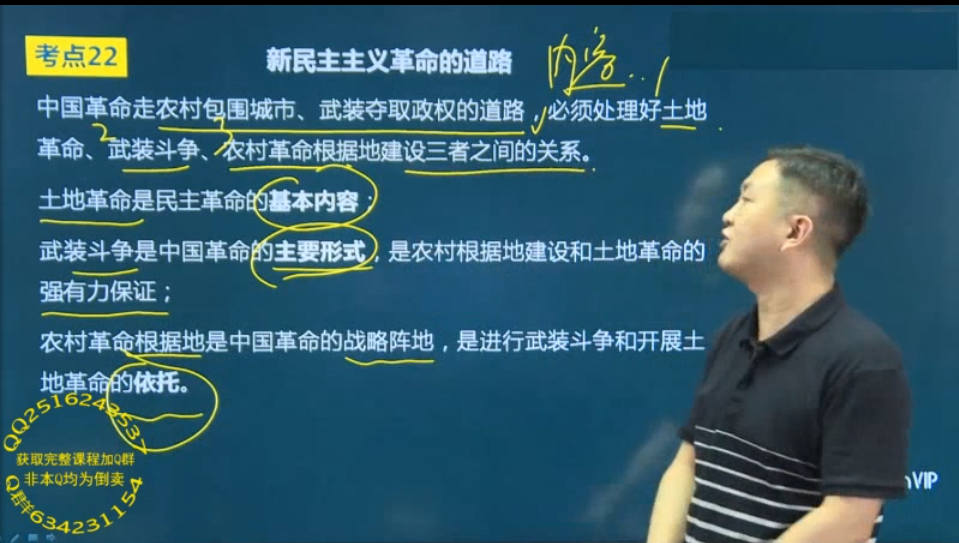 考点22
新民主主义革命的道路 内容..1
中国革命走农村包围城市、武装夺取政权的道路，必须处理好土地
2 3
革命、武装斗争、农村革命根据地建设三者之间的关系。
土地革命是民主革命的基本内容；
武装斗争是中国革命的主要形式，是农村根据地建设和土地革命的
强有力保证；
农村革命根据地是中国革命的战略阵地，是进行武装斗争和开展土
地革命的依托。
QQ2516243537
获取完整课程加Q群
非本Q均为倒卖
Q群634231154
VIP